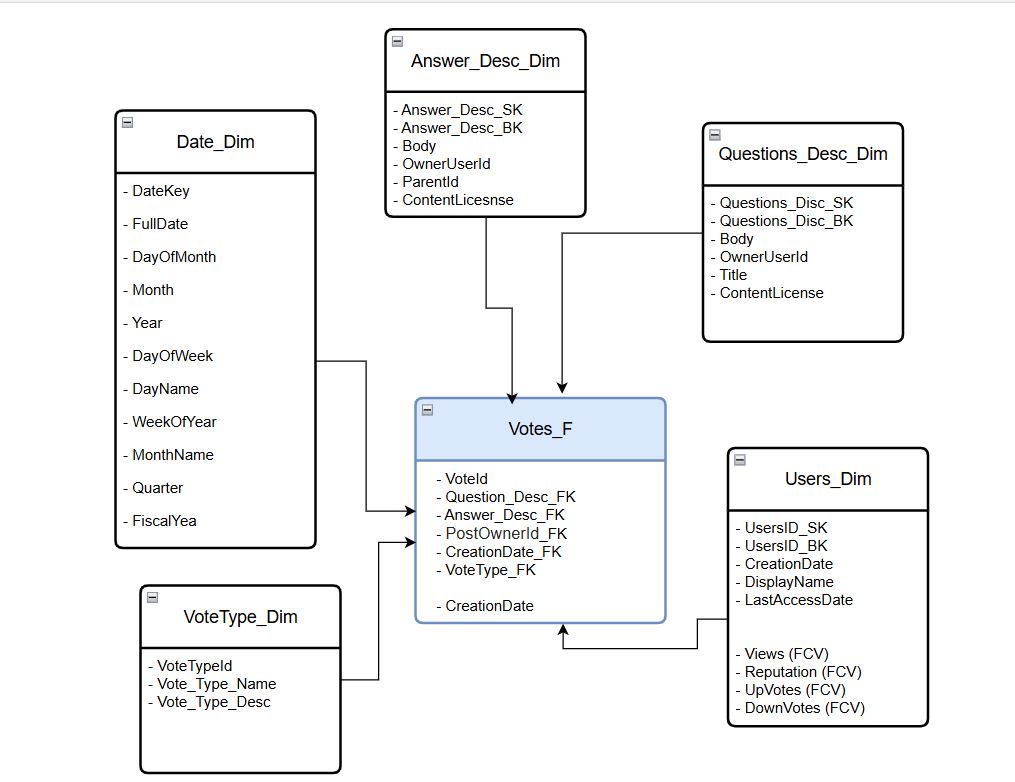 Answer_Desc_Dim
- Answer_Desc_SK
- Answer_Desc_BK
- Body
- OwnerUserId
- ParentId
- ContentLicesnse
Date_Dim
- DateKey
- FullDate
- DayOfMonth
- Month
- Year
- DayOfWeek
- DayName
- WeekOfYear
- MonthName
- Quarter
- FiscalYea
Questions_Desc_Dim
- Questions_Disc_SK
- Questions_Disc_BK
- Body
- OwnerUserId
- Title
- ContentLicense
Votes_F
- VoteId
- Question_Desc_FK
- Answer_Desc_FK
- PostOwnerId_FK
- CreationDate_FK
- VoteType_FK
- CreationDate
Users_Dim
- UsersID_SK
- UsersID_BK
- CreationDate
- DisplayName
- LastAccessDate
- Views (FCV)
- Reputation (FCV)
- UpVotes (FCV)
- DownVotes (FCV)
VoteType_Dim
- VoteTypeId
- Vote_Type_Name
- Vote_Type_Desc